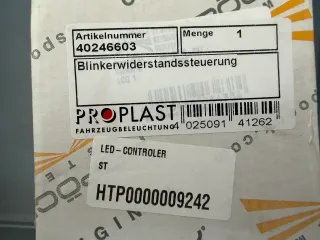 Artikelnummer
40246603
Menge 1
Blinkerwiderstandssteuerung
PROPLAST
FAHRZEUGBELEUCHTUNG
4 025091 41262
LED-CONTROLER
ST
HTP0000009242